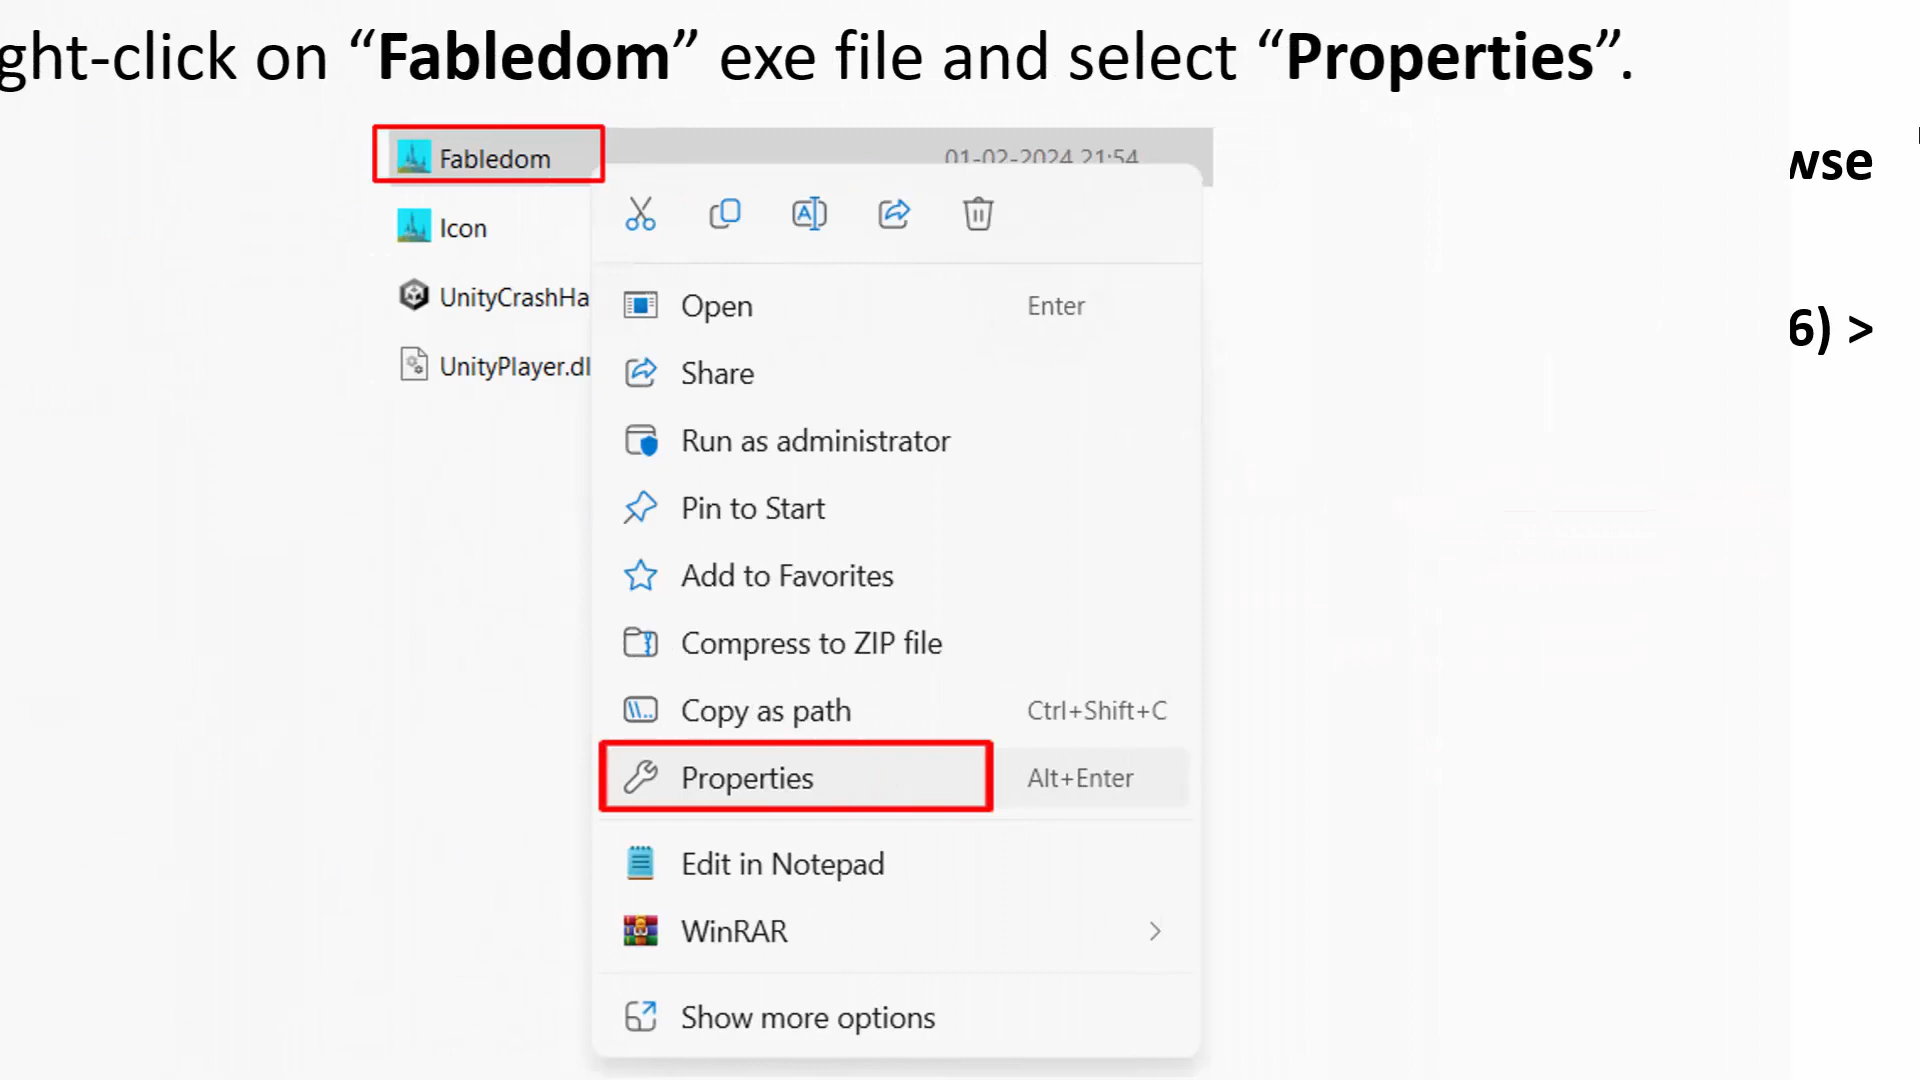 ght-click on “Fabledom” exe file and select “Properties”.
Fabledom 01-02-2024 21:54
wse
Icon
UnityCrashHa
6) >
UnityPlayer.dl
Open Enter
Share
Run as administrator
Pin to Start
Add to Favorites
Compress to ZIP file
Copy as path Ctrl+Shift+C
Properties Alt+Enter
Edit in Notepad
WinRAR
Show more options